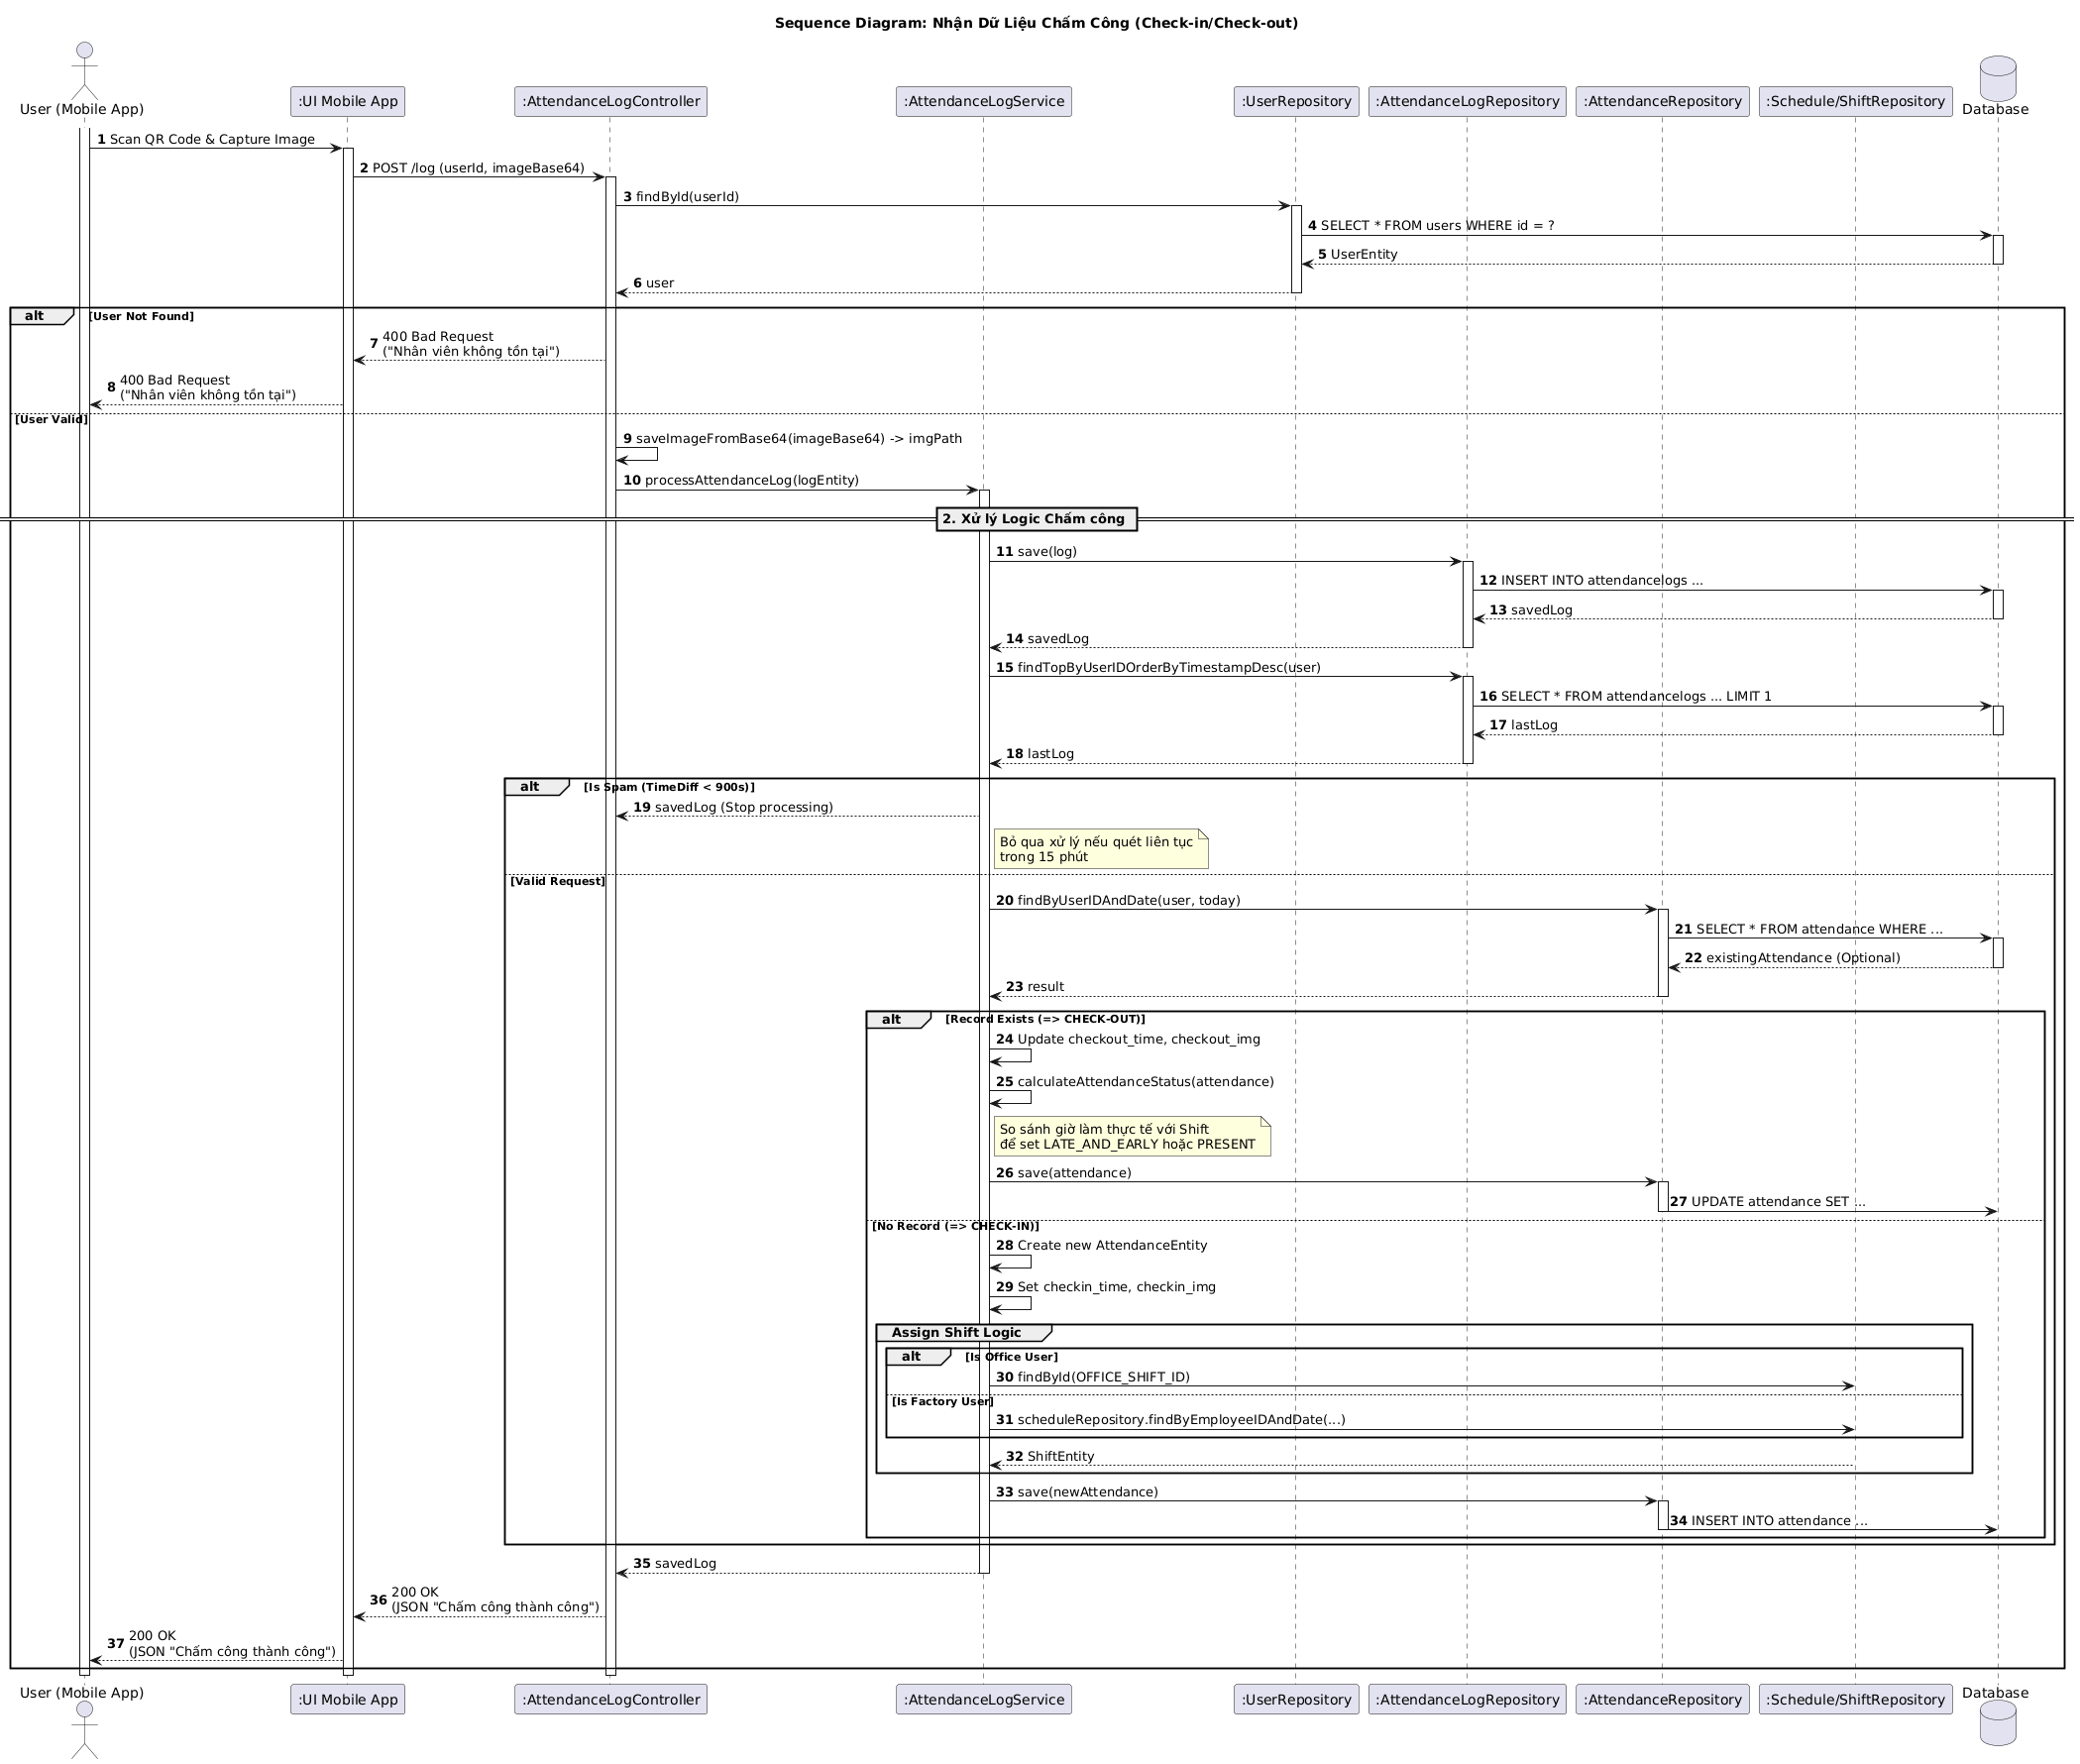 Sequence Diagram: Nhận Dữ Liệu Chấm Công (Check-in/Check-out)
User (Mobile App)
:UI Mobile App
:AttendanceLogController
:AttendanceLogService
:UserRepository
:AttendanceLogRepository
:AttendanceRepository
:Schedule/ShiftRepository
Database
1 Scan QR Code & Capture Image
2 POST /log (userId, imageBase64)
3 findById(userId)
4 SELECT * FROM users WHERE id = ?
5 UserEntity
6 user
alt [User Not Found]
7 400 Bad Request
("Nhân viên không tồn tại")
8 400 Bad Request
("Nhân viên không tồn tại")
[User Valid]
9 saveImageFromBase64(imageBase64) -> imgPath
10 processAttendanceLog(logEntity)
2. Xử lý Logic Chấm công
11 save(log)
12 INSERT INTO attendancelogs ...
13 savedLog
14 savedLog
15 findTopByUserIDOrderByTimestampDesc(user)
16 SELECT * FROM attendancelogs ... LIMIT 1
17 lastLog
18 lastLog
alt [Is Spam (TimeDiff < 900s)]
19 savedLog (Stop processing)
Bỏ qua xử lý nếu quét liên tục
trong 15 phút
[Valid Request]
20 findByUserIDAndDate(user, today)
21 SELECT * FROM attendance WHERE ...
22 existingAttendance (Optional)
23 result
alt [Record Exists (=> CHECK-OUT)]
24 Update checkout_time, checkout_img
25 calculateAttendanceStatus(attendance)
So sánh giờ làm thực tế với Shift
để set LATE_AND_EARLY hoặc PRESENT
26 save(attendance)
27 UPDATE attendance SET ...
[No Record (=> CHECK-IN)]
28 Create new AttendanceEntity
29 Set checkin_time, checkin_img
Assign Shift Logic
alt [Is Office User]
30 findById(OFFICE_SHIFT_ID)
[Is Factory User]
31 scheduleRepository.findByEmployeeIDAndDate(...)
32 ShiftEntity
33 save(newAttendance)
34 INSERT INTO attendance ...
35 savedLog
36 200 OK
(JSON "Chấm công thành công")
37 200 OK
(JSON "Chấm công thành công")
User (Mobile App)
:UI Mobile App
:AttendanceLogController
:AttendanceLogService
:UserRepository
:AttendanceLogRepository
:AttendanceRepository
:Schedule/ShiftRepository
Database